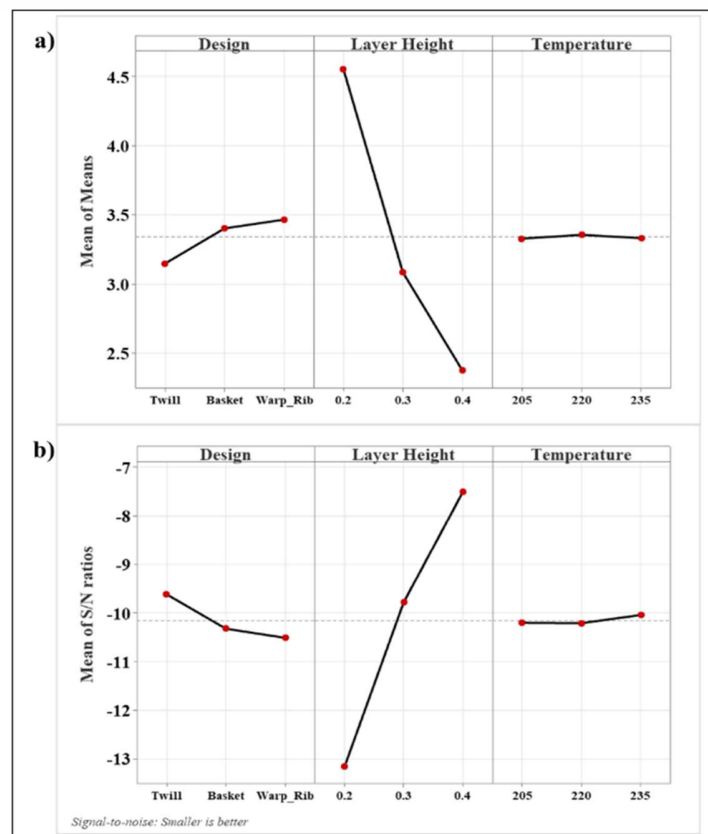 a)
Design Layer Height Temperature
Mean of Means
4.5
4.0
3.5
3.0
2.5
Twill Basket Warp_Rib 0.2 0.3 0.4 205 220 235
b)
Design Layer Height Temperature
Mean of S/N ratios
-7
-8
-9
-10
-11
-12
-13
Twill Basket Warp_Rib 0.2 0.3 0.4 205 220 235
Signal-to-noise: Smaller is better